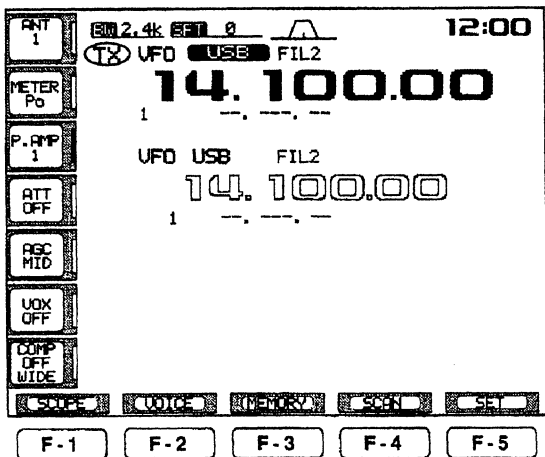 ANT
1
BW 2.4k SFT 0
12:00
TX VFO USB FIL2
14.100.00
1 --.---.--
METER
Po
P.AMP
1
VFO USB FIL2
14.100.00
1 --.---.--
ATT
OFF
AGC
MID
VOX
OFF
COMP
OFF
WIDE
SCOPE VOICE MEMORY SCAN SET
F-1 F-2 F-3 F-4 F-5